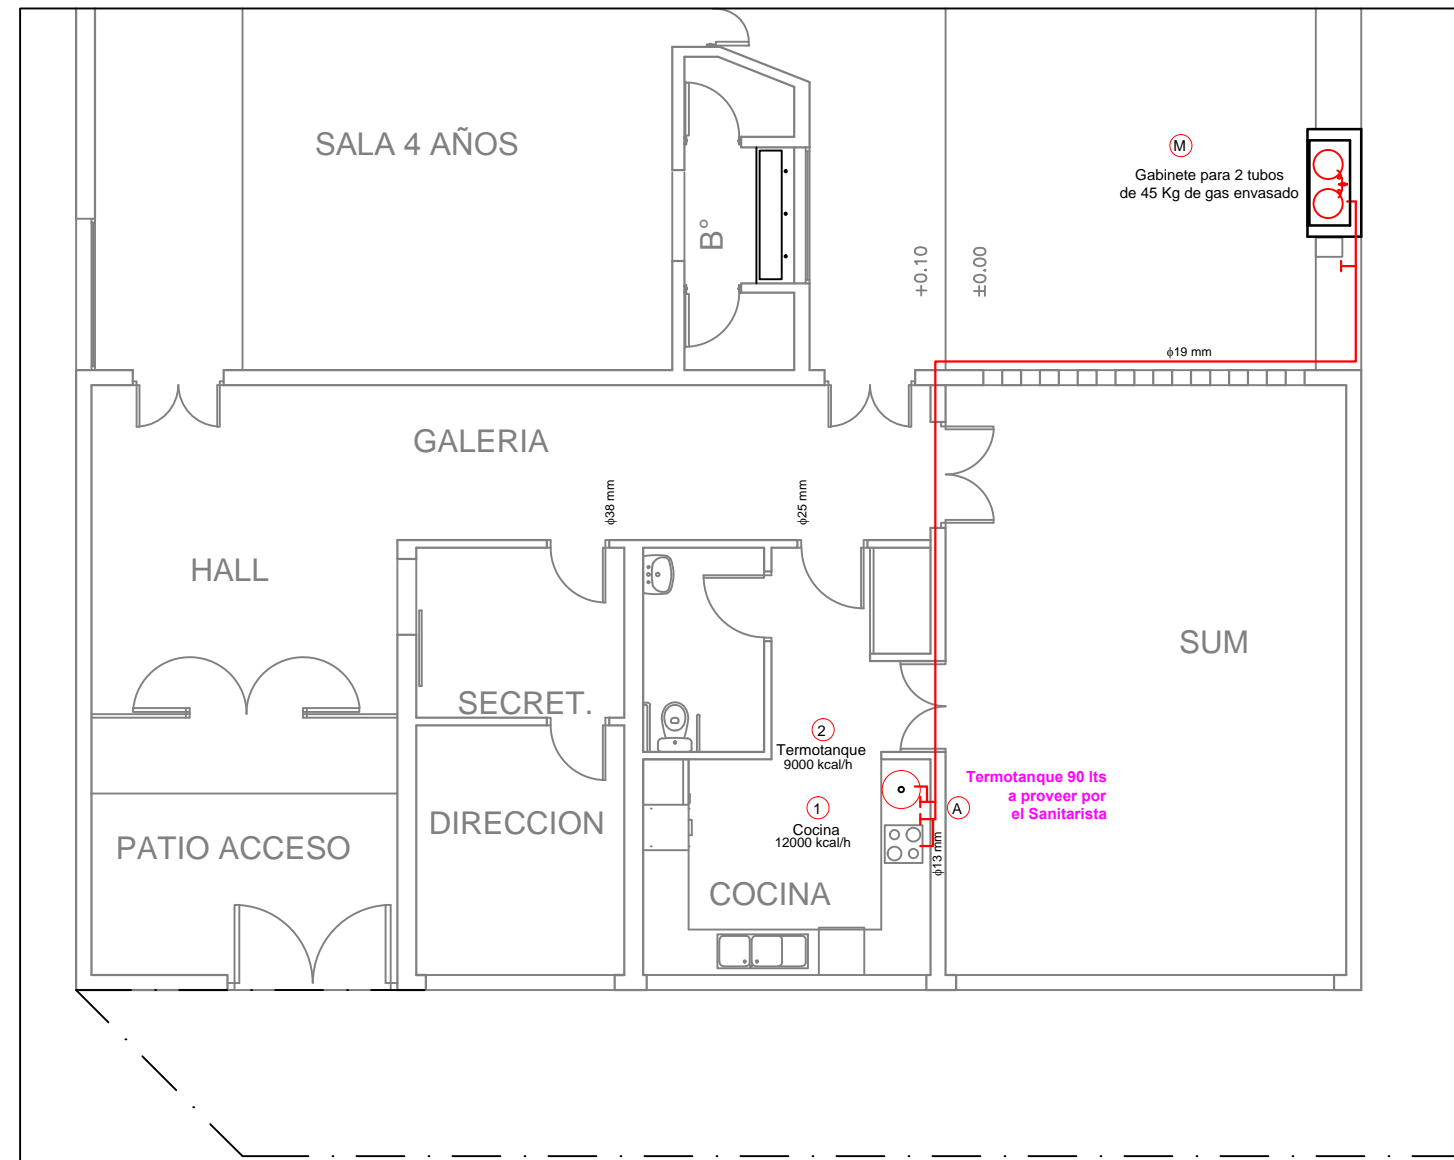 SALA 4 AÑOS
M
Gabinete para 2 tubos
de 45 Kg de gas envasado
B°
+0.10
±0.00
ϕ19 mm
GALERIA
ϕ38 mm
ϕ25 mm
HALL
SUM
SECRET.
2
Termotanque
9000 kcal/h
Termotanque 90 lts
a proveer por
el Sanitarista
A
1
Cocina
12000 kcal/h
ϕ13 mm
DIRECCION
PATIO ACCESO
COCINA